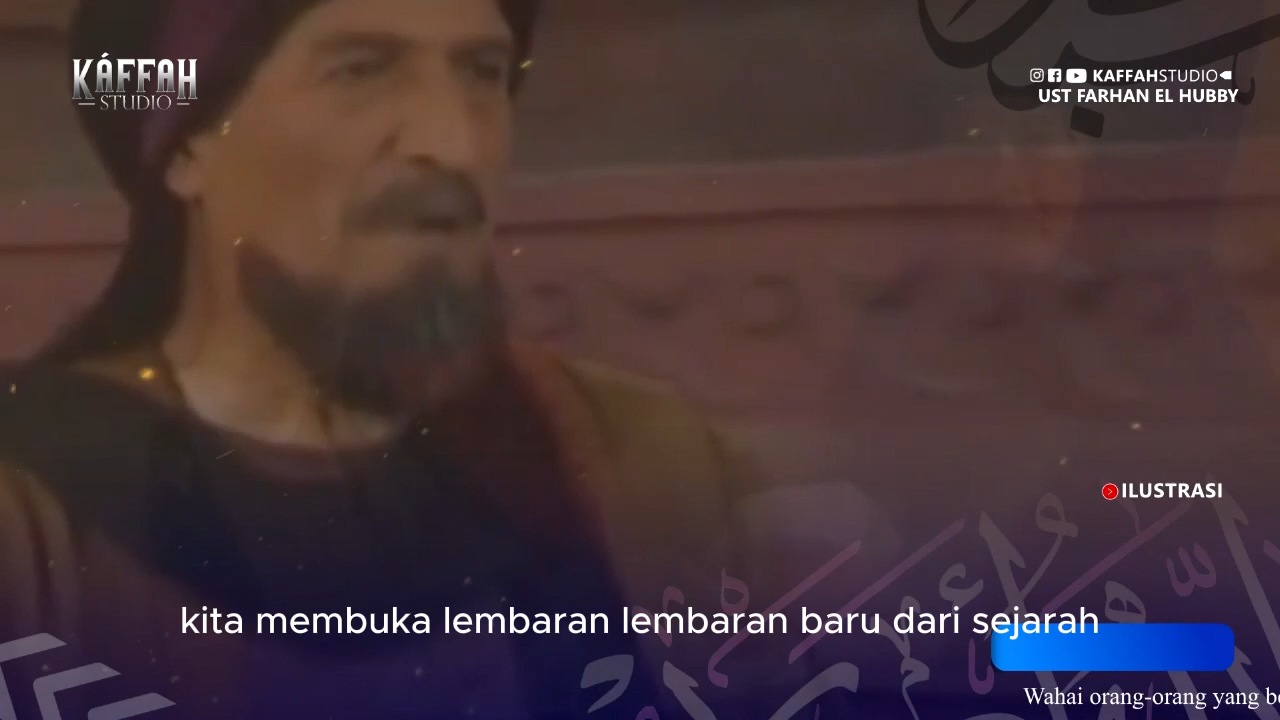 KÁFFAH
STUDIO
KAFFAHSTUDIO
UST FARHAN EL HUBBY
ILUSTRASI
kita membuka lembaran lembaran baru dari sejarah
Wahai orang-orang yang